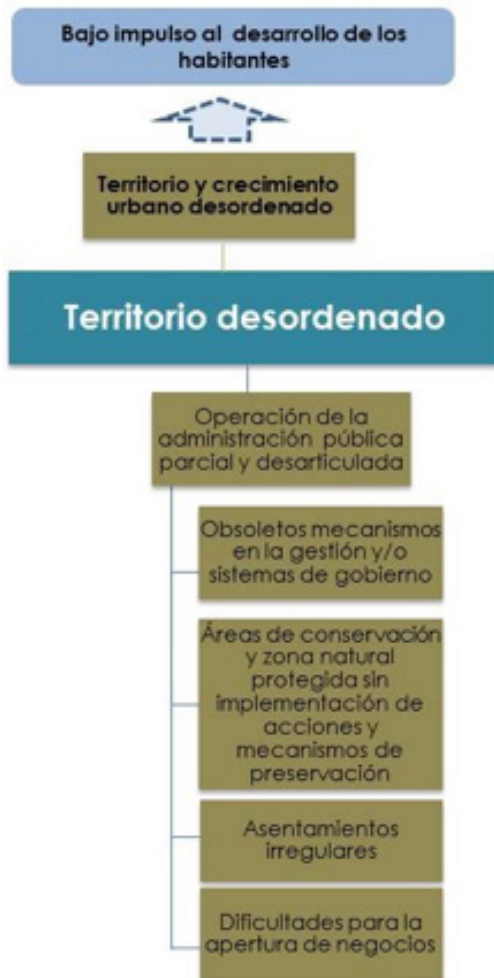 Bajo impulso al desarrollo de los
habitantes
Territorio y crecimiento
urbano desordenado
Territorio desordenado
Operación de la
administración pública
parcial y desarticulada
Obsoletos mecanismos
en la gestión y/o
sistemas de gobierno
Áreas de conservación
y zona natural
protegida sin
implementación de
acciones y
mecanismos de
preservación
Asentamientos
irregulares
Dificultades para la
apertura de negocios